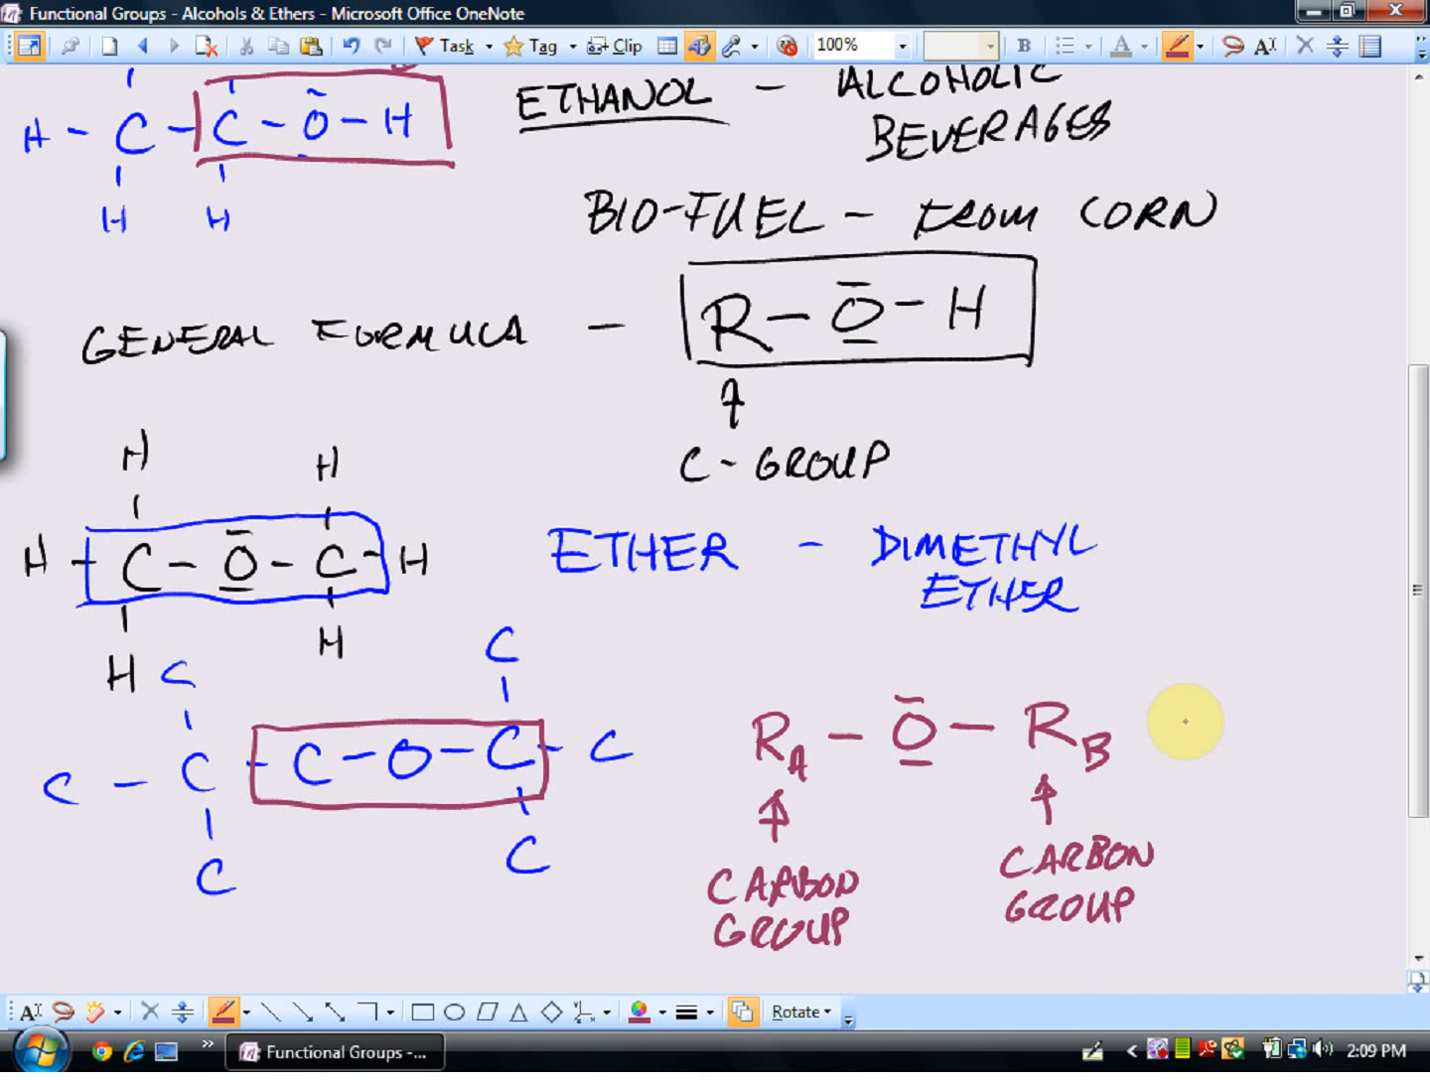 Functional Groups - Alcohols & Ethers - Microsoft Office OneNote
Task Tag Clip 100% B A
H - C - C - O - H
H H
ETHANOL - ALCOHOLIC
BEVERAGES
BIO-FUEL - FROM CORN
GENERAL FORMULA - R - O - H
C - GROUP
H H
H - C - O - C - H
H H
ETHER - DIMETHYL
ETHER
C C
C - C - C - O - C - C
C C
RA - O - RB
CARBON
GROUP
CARBON
GROUP
Rotate
Functional Groups -...
2:09 PM